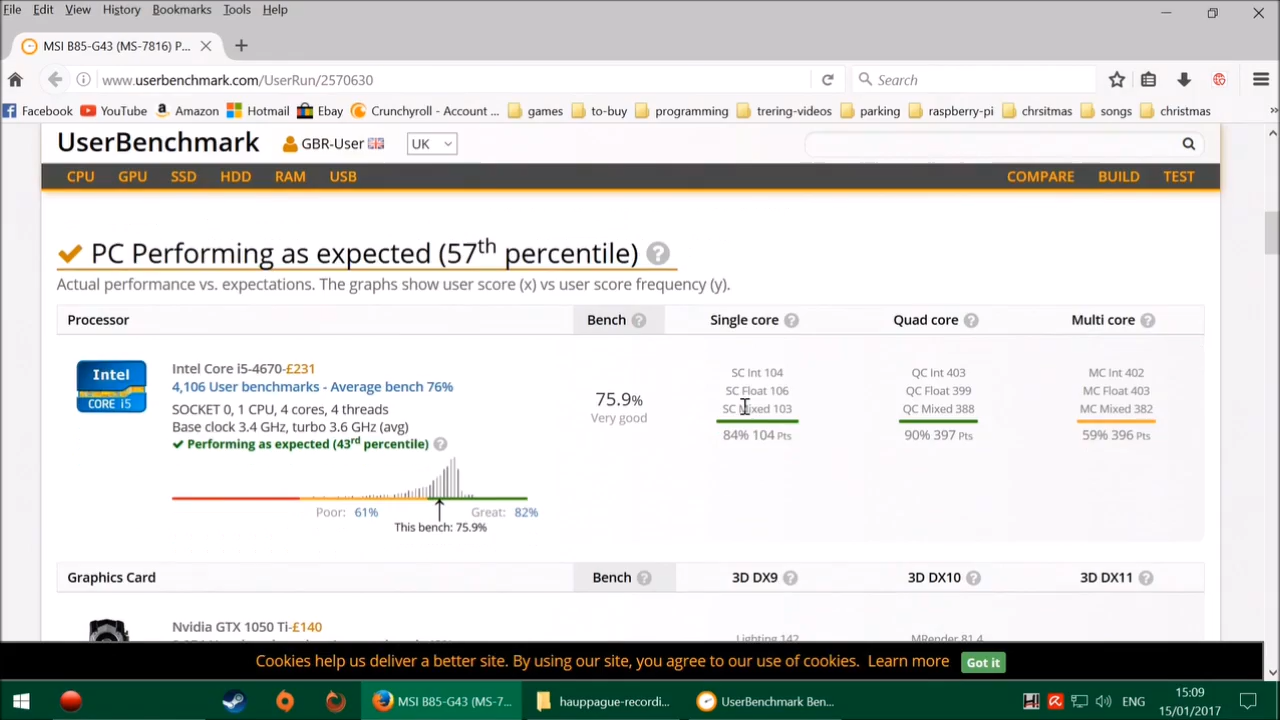 File Edit View History Bookmarks Tools Help
MSI B85-G43 (MS-7816) P...
www.userbenchmark.com/UserRun/2570630
Search
Facebook YouTube Amazon Hotmail Ebay Crunchyroll - Account ... games to-buy programming trering-videos parking raspberry-pi chrsitmas songs christmas
UserBenchmark GBR-User UK
CPU GPU SSD HDD RAM USB COMPARE BUILD TEST
PC Performing as expected (57th percentile) ?
Actual performance vs. expectations. The graphs show user score (x) vs user score frequency (y).
Processor Bench ? Single core ? Quad core ? Multi core ?
Intel CORE i5
Intel Core i5-4670-£231
4,106 User benchmarks - Average bench 76%
SOCKET 0, 1 CPU, 4 cores, 4 threads
Base clock 3.4 GHz, turbo 3.6 GHz (avg)
Performing as expected (43rd percentile) ?
Poor: 61% Great: 82%
This bench: 75.9%
75.9%
Very good
SC Int 104
SC Float 106
SC Mixed 103
84% 104 Pts
QC Int 403
QC Float 399
QC Mixed 388
90% 397 Pts
MC Int 402
MC Float 403
MC Mixed 382
59% 396 Pts
Graphics Card Bench ? 3D DX9 ? 3D DX10 ? 3D DX11 ?
Nvidia GTX 1050 Ti-£140
Lighting 142 MRender 81.4
Cookies help us deliver a better site. By using our site, you agree to our use of cookies. Learn more Got it
MSI B85-G43 (MS-7... hauppague-recordi... UserBenchmark Ben... ENG
15:09
15/01/2017